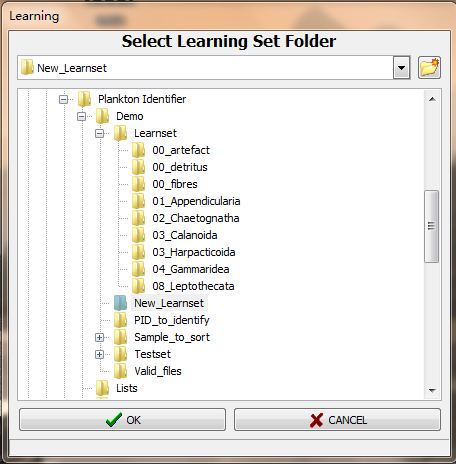 Learning
Select Learning Set Folder
New_Learnset
Plankton Identifier
Demo
Learnset
00_artefact
00_detritus
00_fibres
01_Appendicularia
02_Chaetognatha
03_Calanoida
03_Harpacticoida
04_Gammaridea
08_Leptothecata
New_Learnset
PID_to_identify
Sample_to_sort
Testset
Valid_files
Lists
OK CANCEL